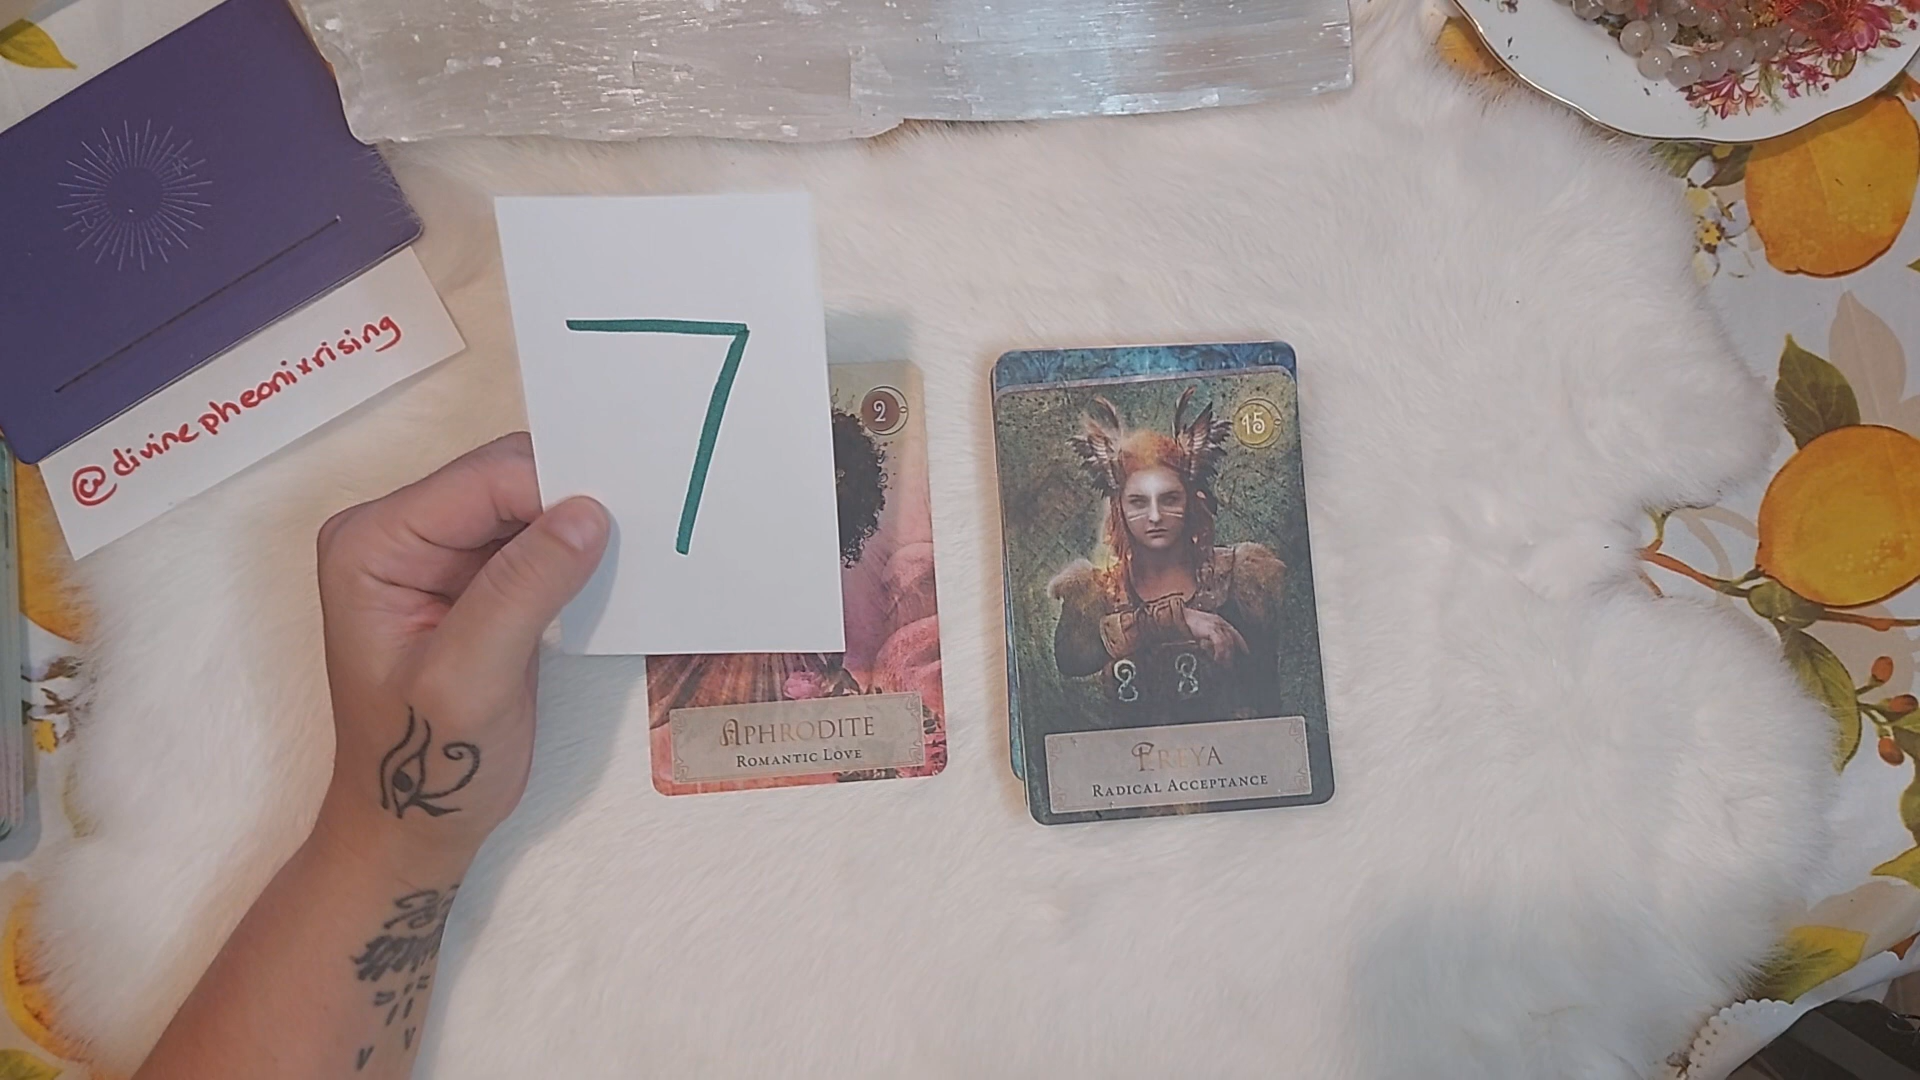 @divinepheonixrising
7
2
APHRODITE
ROMANTIC LOVE
15
FREYA
RADICAL ACCEPTANCE